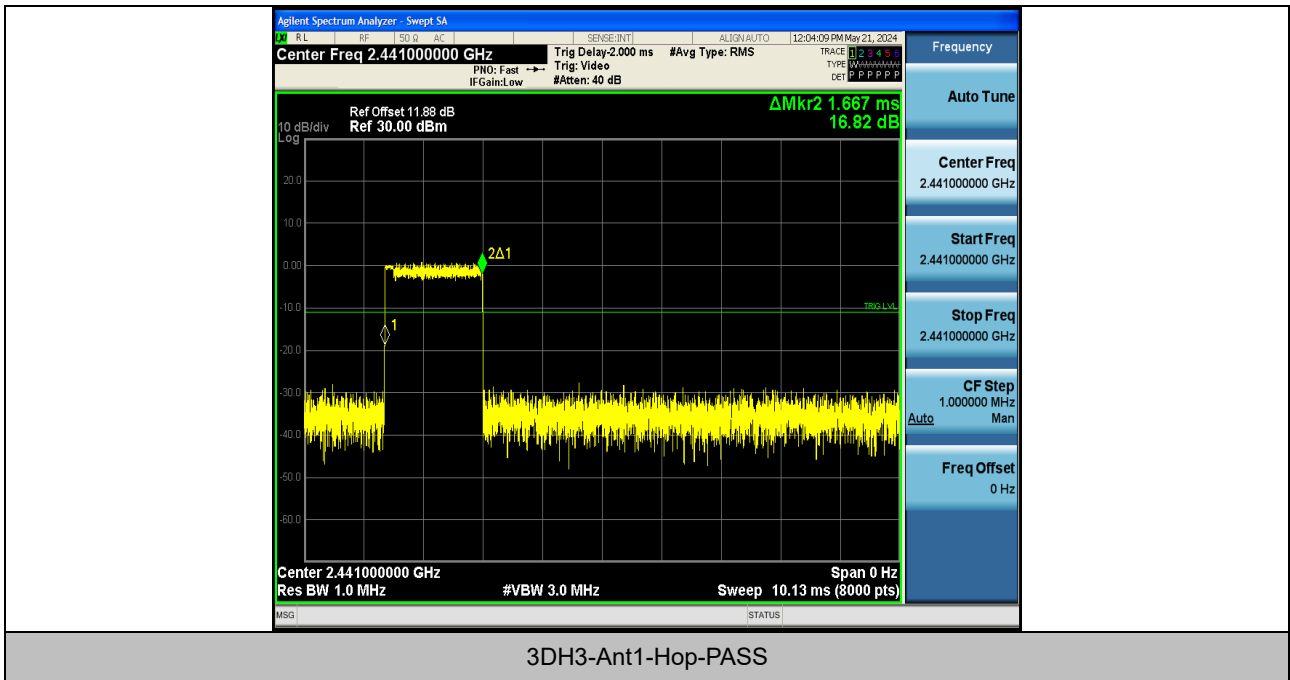 Agilent Spectrum Analyzer - Swept SA
LXI RL RF 50 Ω AC SENSE:INT ALIGN AUTO 12:04:09 PM May 21, 2024
Center Freq 2.441000000 GHz
PNO: Fast
IFGain:Low
Trig Delay-2.000 ms
Trig: Video
#Atten: 40 dB
#Avg Type: RMS
TRACE 1 2 3 4 5 6
TYPE
DET P P P P P P
ΔMkr2 1.667 ms
16.82 dB
Ref Offset 11.88 dB
10 dB/div Ref 30.00 dBm
Log
20.0
10.0
0.00
-10.0
-20.0
-30.0
-40.0
-50.0
-60.0
2Δ1
1
TRIG LVL
Center 2.441000000 GHz Span 0 Hz
Res BW 1.0 MHz #VBW 3.0 MHz Sweep 10.13 ms (8000 pts)
MSG STATUS
Frequency
Auto Tune
Center Freq
2.441000000 GHz
Start Freq
2.441000000 GHz
Stop Freq
2.441000000 GHz
CF Step
1.000000 MHz
Auto Man
Freq Offset
0 Hz
3DH3-Ant1-Hop-PASS